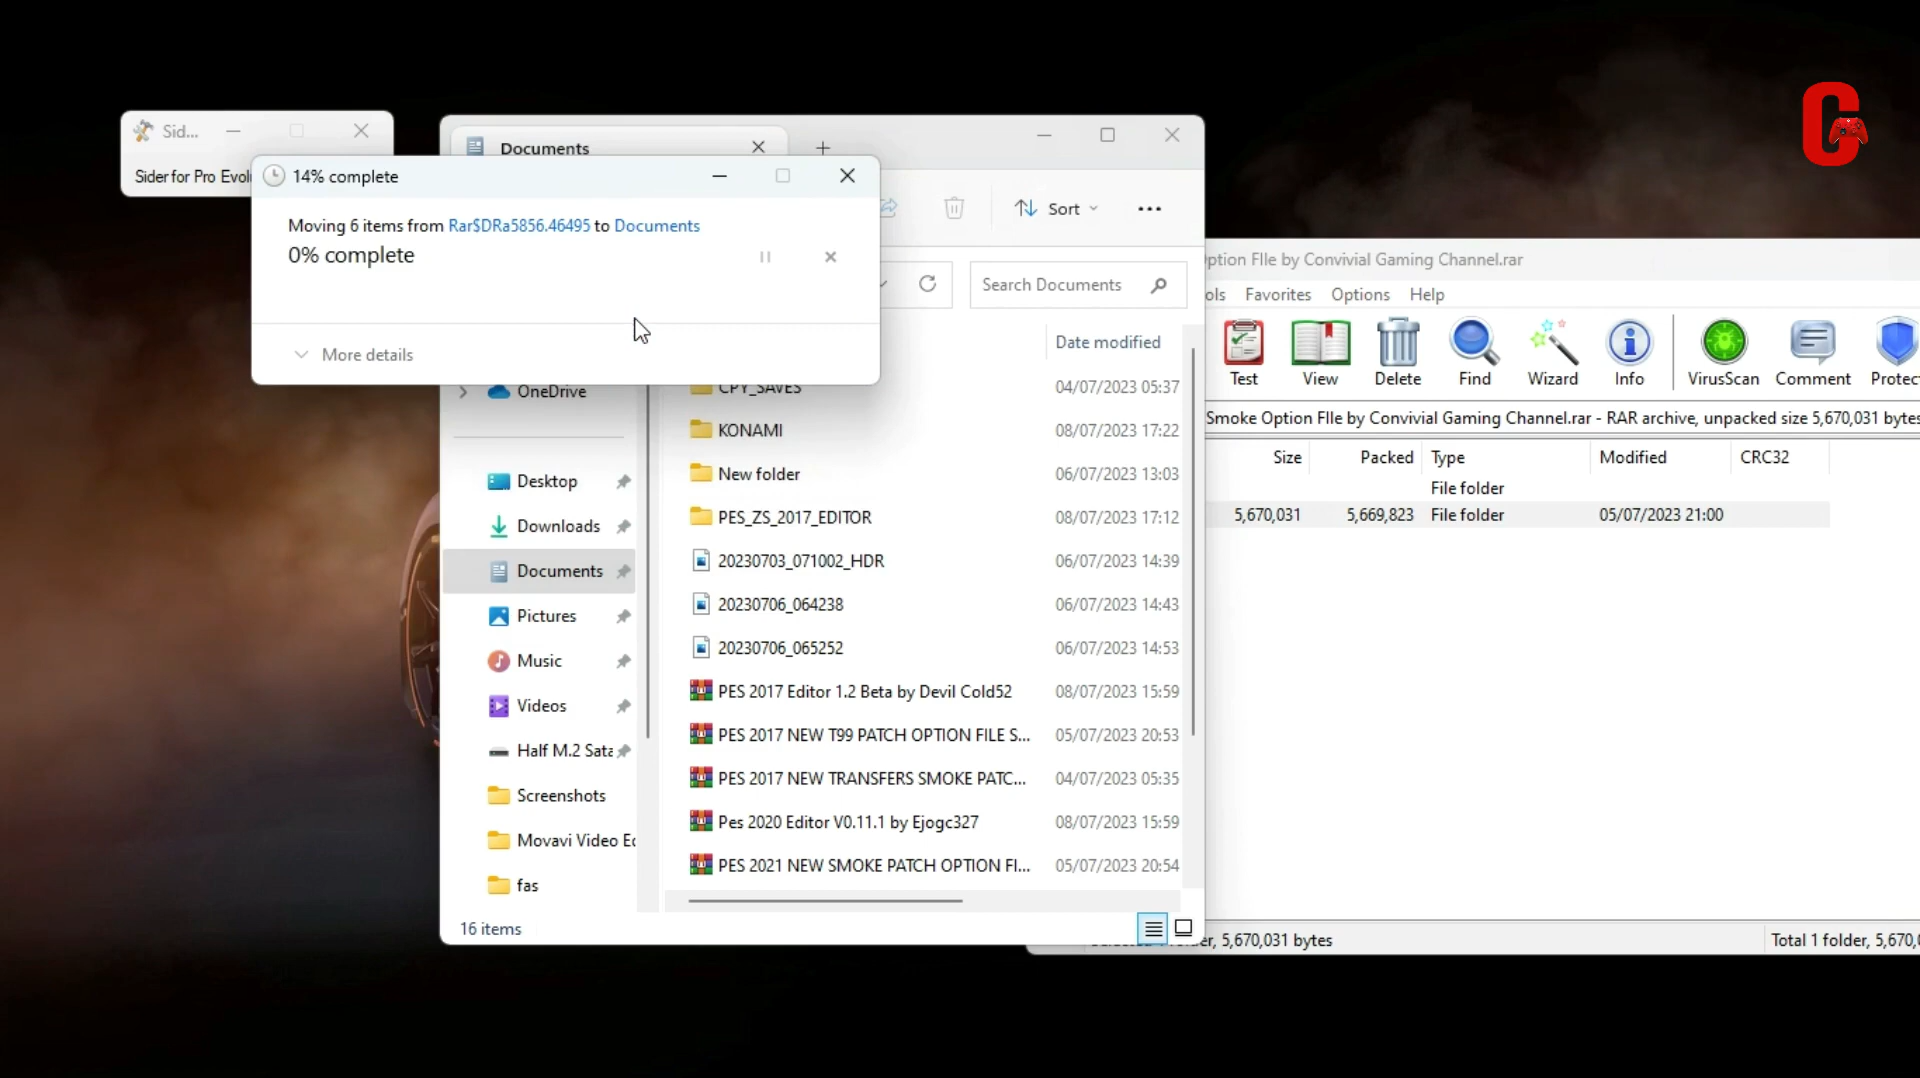 Sid...
Sider for Pro Evol
Documents
14% complete
Moving 6 items from Rar$DRa5856.46495 to Documents
0% complete
More details
Sort
Search Documents
Date modified
OneDrive
Desktop
Downloads
Documents
Pictures
Music
Videos
Half M.2 Sata
Screenshots
Movavi Video Ed
fas
CPY_SAVES 04/07/2023 05:37
KONAMI 08/07/2023 17:22
New folder 06/07/2023 13:03
PES_ZS_2017_EDITOR 08/07/2023 17:12
20230703_071002_HDR 06/07/2023 14:39
20230706_064238 06/07/2023 14:43
20230706_065252 06/07/2023 14:53
PES 2017 Editor 1.2 Beta by Devil Cold52 08/07/2023 15:59
PES 2017 NEW T99 PATCH OPTION FILE S... 05/07/2023 20:53
PES 2017 NEW TRANSFERS SMOKE PATC... 04/07/2023 05:35
Pes 2020 Editor V0.11.1 by Ejogc327 08/07/2023 15:59
PES 2021 NEW SMOKE PATCH OPTION FI... 05/07/2023 20:54
16 items
ption FIle by Convivial Gaming Channel.rar
ols Favorites Options Help
Test View Delete Find Wizard Info VirusScan Comment Protect
Smoke Option FIle by Convivial Gaming Channel.rar - RAR archive, unpacked size 5,670,031 bytes
Size Packed Type Modified CRC32
File folder
5,670,031 5,669,823 File folder 05/07/2023 21:00
er, 5,670,031 bytes
Total 1 folder, 5,670,0